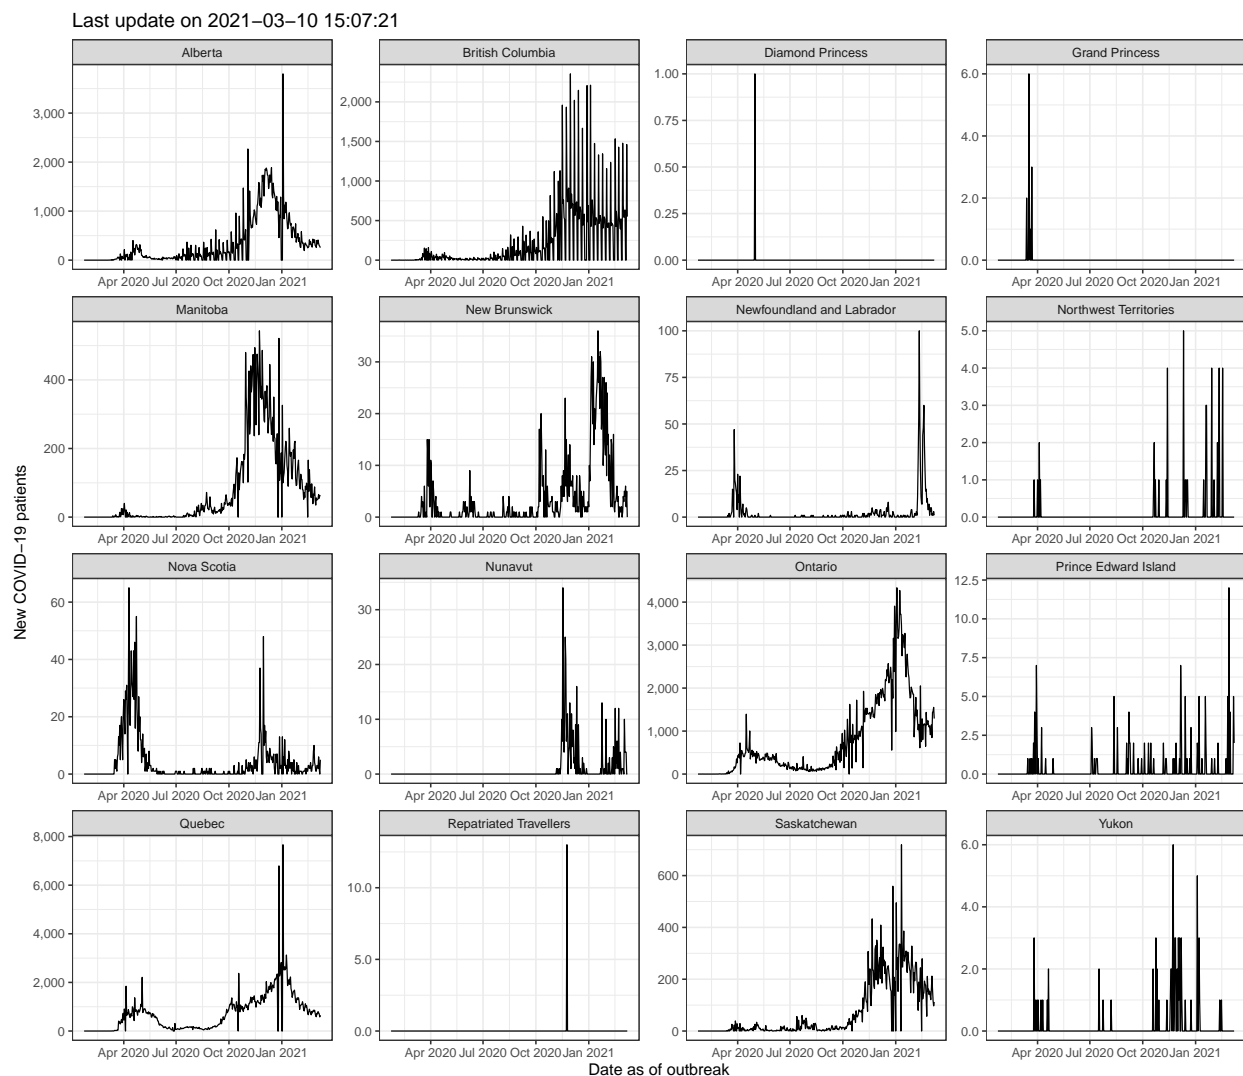 Last update on 2021−03−10 15:07:21
Alberta
British Columbia
Diamond Princess
Grand Princess
0
1,000
2,000
3,000
0
500
1,000
1,500
2,000
0.00
0.25
0.50
0.75
1.00
0.0
2.0
4.0
6.0
Apr 2020 Jul 2020 Oct 2020 Jan 2021
Apr 2020 Jul 2020 Oct 2020 Jan 2021
Apr 2020 Jul 2020 Oct 2020 Jan 2021
Apr 2020 Jul 2020 Oct 2020 Jan 2021
Manitoba
New Brunswick
Newfoundland and Labrador
Northwest Territories
0
200
400
0
10
20
30
0
25
50
75
100
0.0
1.0
2.0
3.0
4.0
5.0
Apr 2020 Jul 2020 Oct 2020 Jan 2021
Apr 2020 Jul 2020 Oct 2020 Jan 2021
Apr 2020 Jul 2020 Oct 2020 Jan 2021
Apr 2020 Jul 2020 Oct 2020 Jan 2021
Nova Scotia
Nunavut
Ontario
Prince Edward Island
0
20
40
60
0
10
20
30
0
1,000
2,000
3,000
4,000
0.0
2.5
5.0
7.5
10.0
12.5
Apr 2020 Jul 2020 Oct 2020 Jan 2021
Apr 2020 Jul 2020 Oct 2020 Jan 2021
Apr 2020 Jul 2020 Oct 2020 Jan 2021
Apr 2020 Jul 2020 Oct 2020 Jan 2021
Quebec
Repatriated Travellers
Saskatchewan
Yukon
0
2,000
4,000
6,000
8,000
0.0
5.0
10.0
0
200
400
600
0.0
2.0
4.0
6.0
Apr 2020 Jul 2020 Oct 2020 Jan 2021
Apr 2020 Jul 2020 Oct 2020 Jan 2021
Apr 2020 Jul 2020 Oct 2020 Jan 2021
Apr 2020 Jul 2020 Oct 2020 Jan 2021
Date as of outbreak
New COVID−19 patients